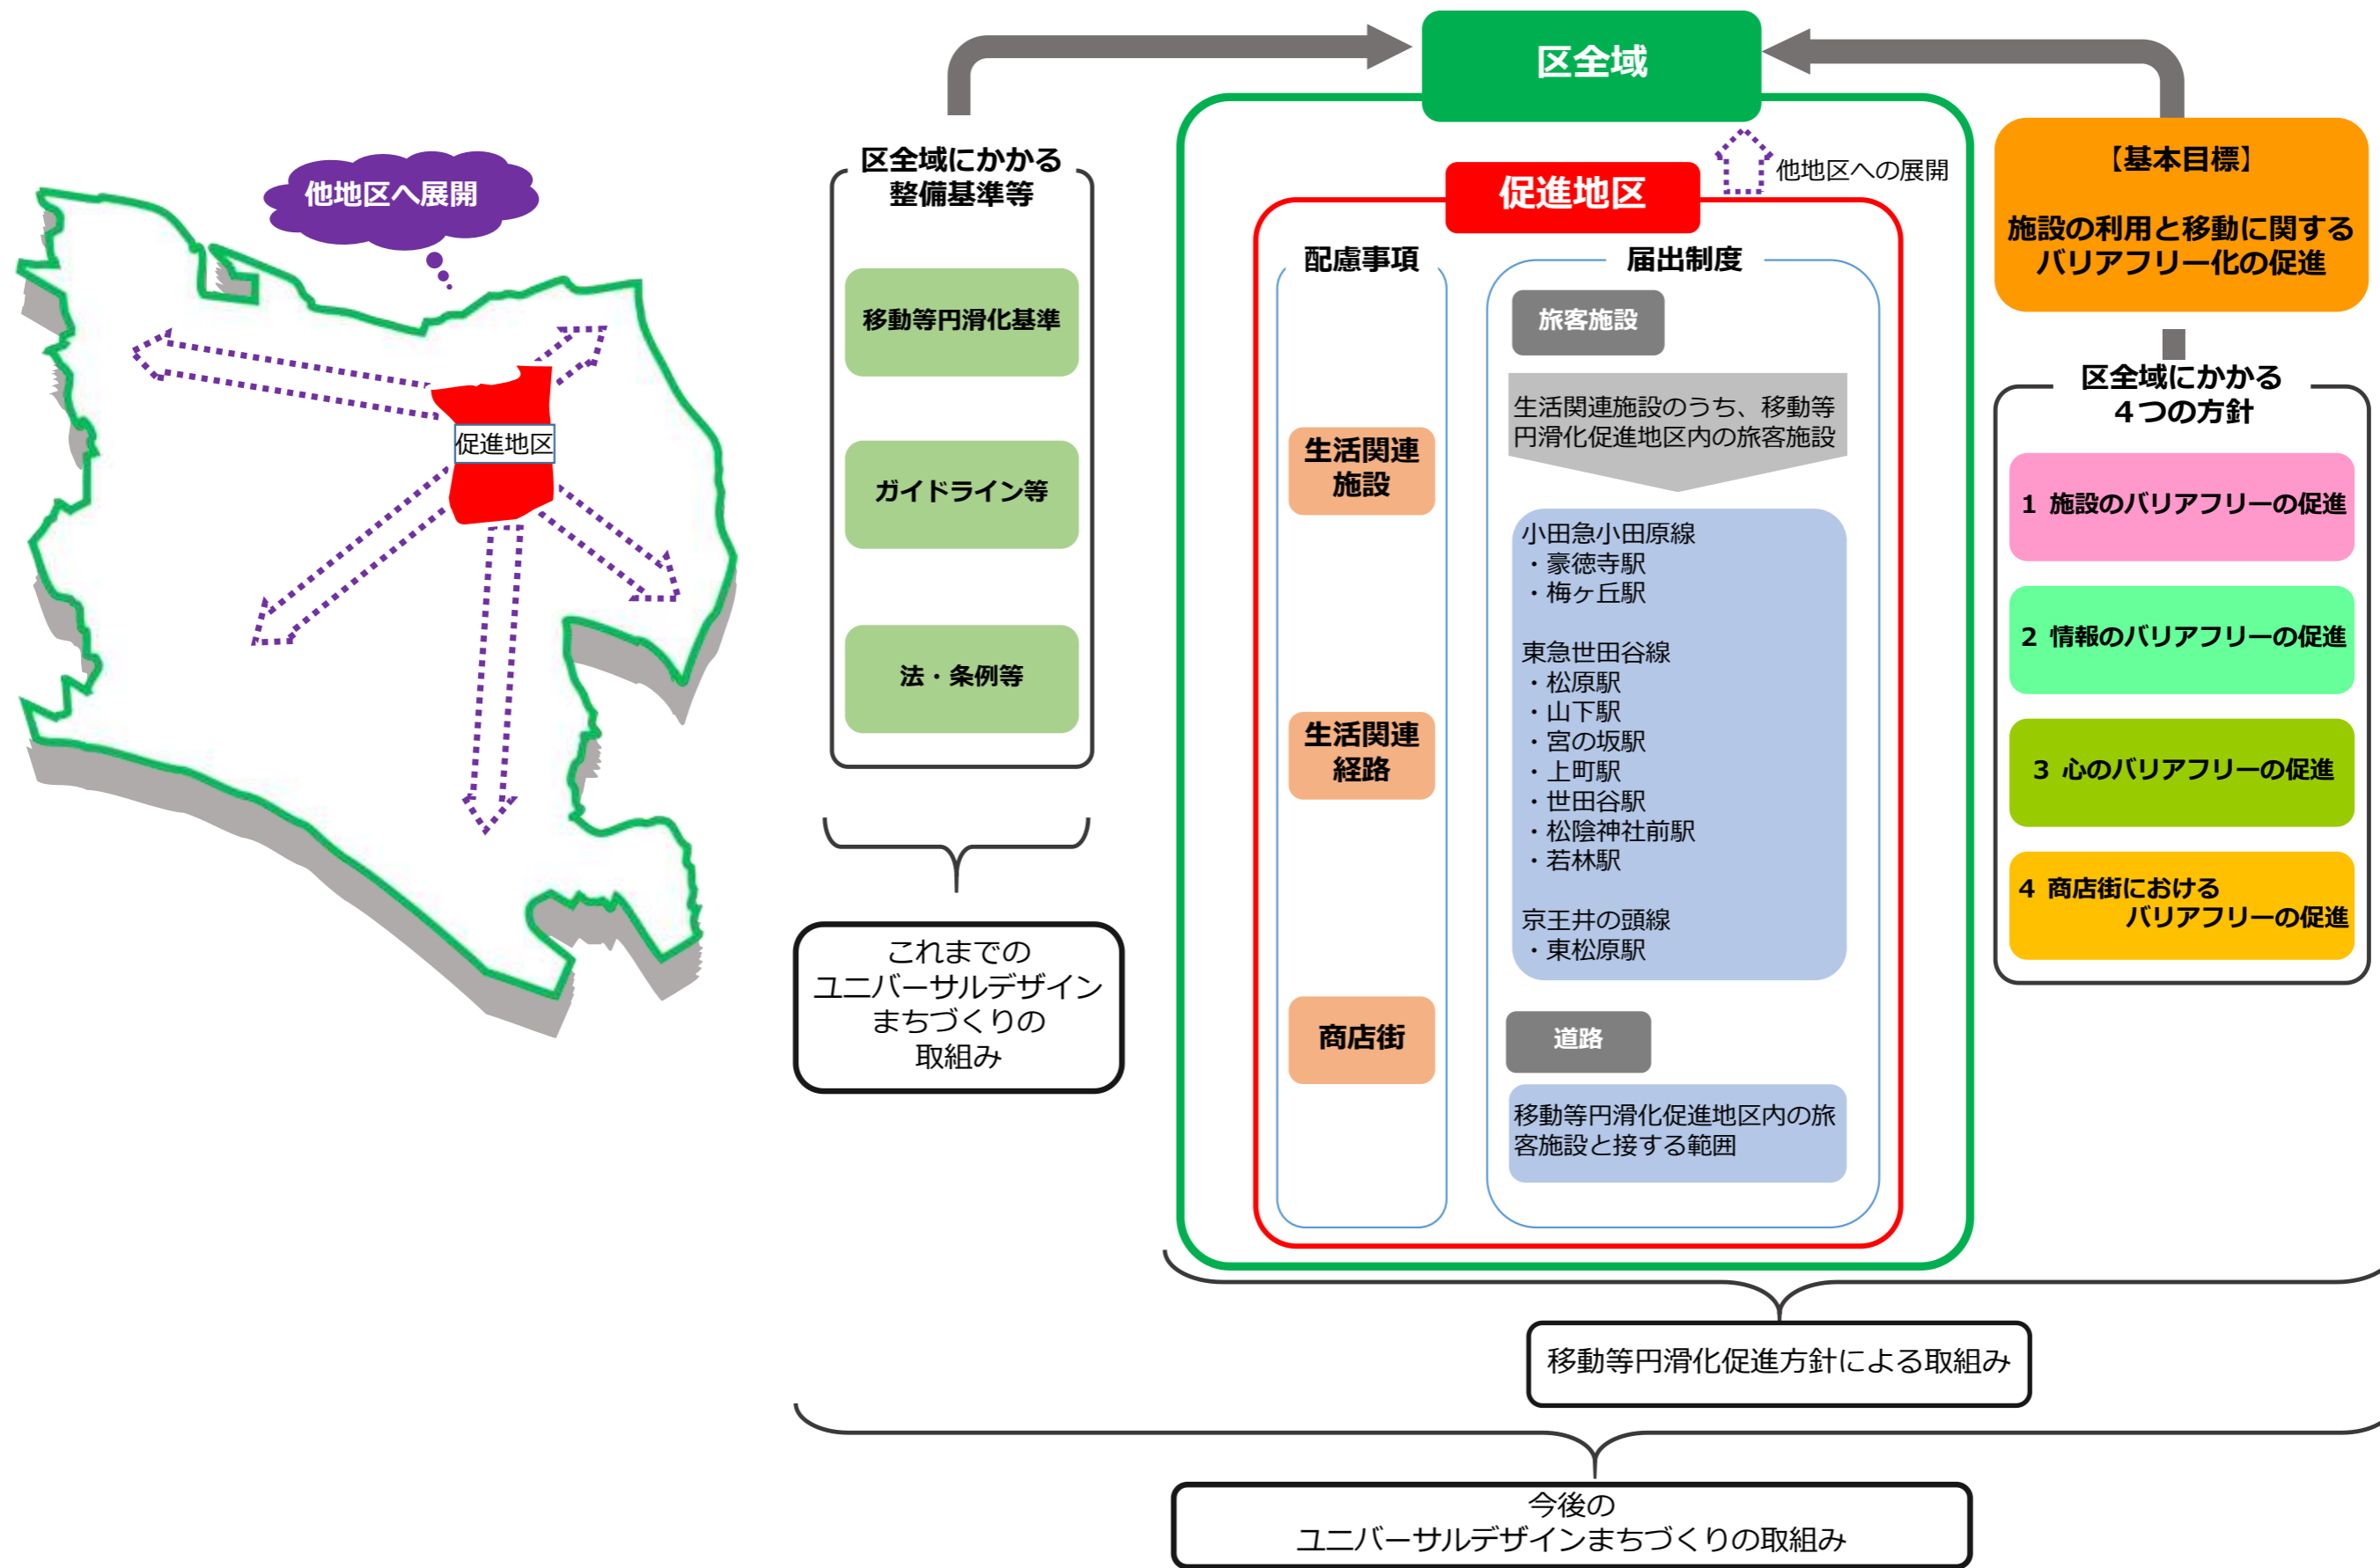 他地区へ展開
促進地区
区全域にかかる
整備基準等
移動等円滑化基準
ガイドライン等
法・条例等
これまでの
ユニバーサルデザイン
まちづくりの
取組み
区全域
他地区への展開
促進地区
配慮事項
生活関連
施設
生活関連
経路
商店街
届出制度
旅客施設
生活関連施設のうち、移動等
円滑化促進地区内の旅客施設
小田急小田原線
・豪徳寺駅
・梅ヶ丘駅
東急世田谷線
・松原駅
・山下駅
・宮の坂駅
・上町駅
・世田谷駅
・松陰神社前駅
・若林駅
京王井の頭線
・東松原駅
道路
移動等円滑化促進地区内の旅
客施設と接する範囲
【基本目標】
施設の利用と移動に関する
バリアフリー化の促進
区全域にかかる
４つの方針
1 施設のバリアフリーの促進
2 情報のバリアフリーの促進
3 心のバリアフリーの促進
4 商店街における
バリアフリーの促進
移動等円滑化促進方針による取組み
今後の
ユニバーサルデザインまちづくりの取組み